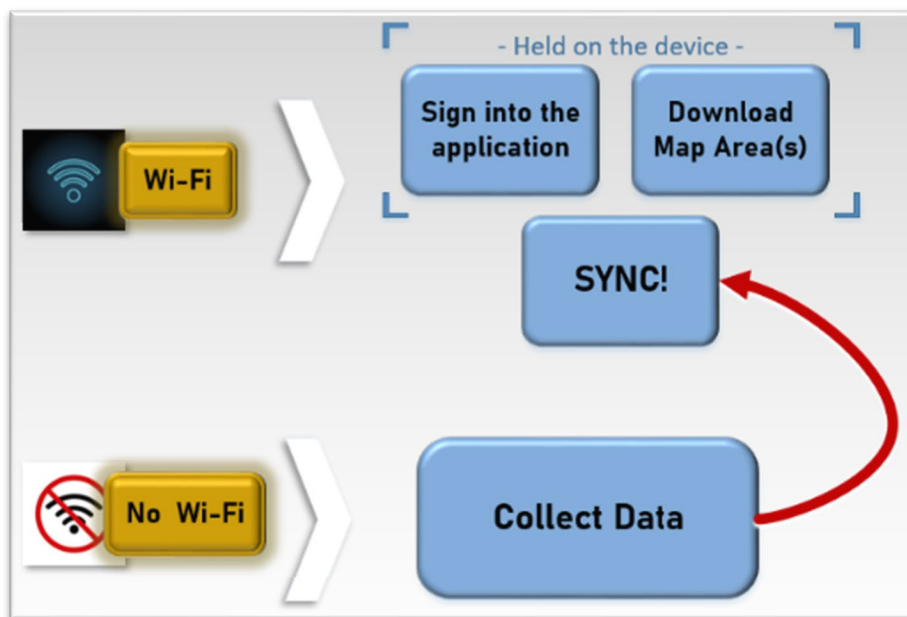 - Held on the device -
Sign into the
application
Download
Map Area(s)
Wi-Fi
SYNC!
No Wi-Fi
Collect Data